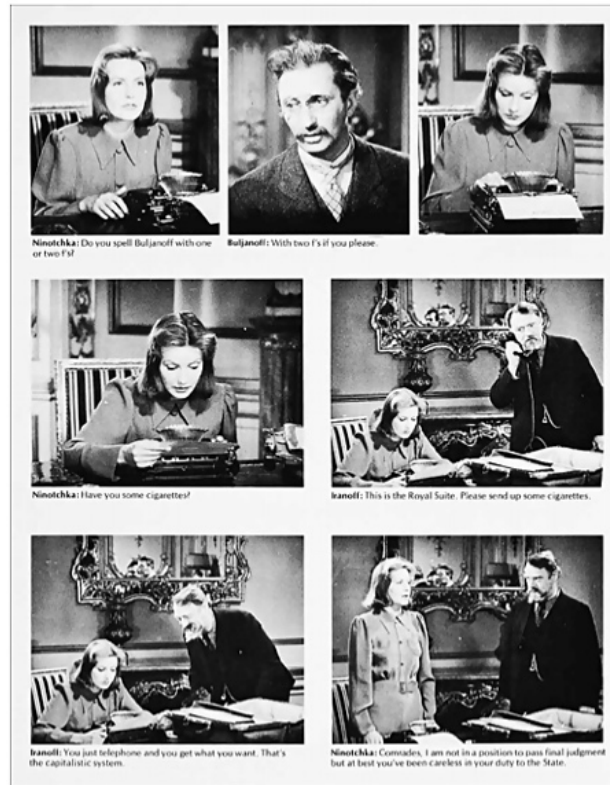 Ninotchka: Do you spell Buljanoff with one
or two f's?
Buljanoff: With two f's if you please.
Ninotchka: Have you some cigarettes?
Iranoff: This is the Royal Suite. Please send up some cigarettes.
Iranoff: You just telephone and you get what you want. That's
the capitalistic system.
Ninotchka: Comrades, I am not in a position to pass final judgment
but at best you've been careless in your duty to the State.